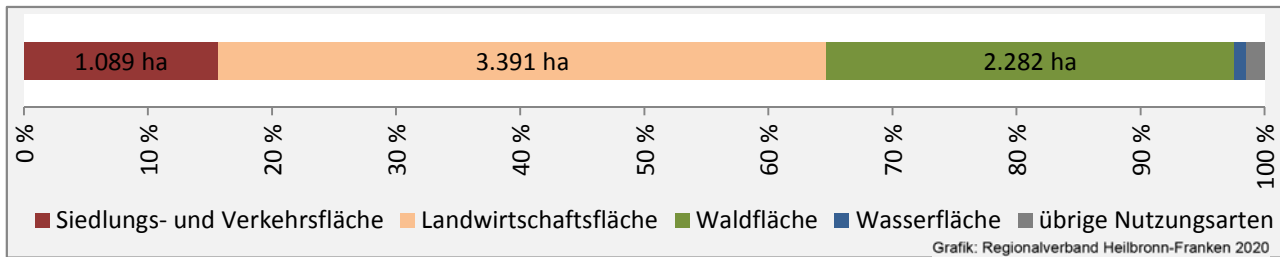 1.089 ha 3.391 ha 2.282 ha
0 % 10 % 20 % 30 % 40 % 50 % 60 % 70 % 80 % 90 % 100 %
Siedlungs- und Verkehrsfläche Landwirtschaftsfläche Waldfläche Wasserfläche übrige Nutzungsarten
Grafik: Regionalverband Heilbronn-Franken 2020